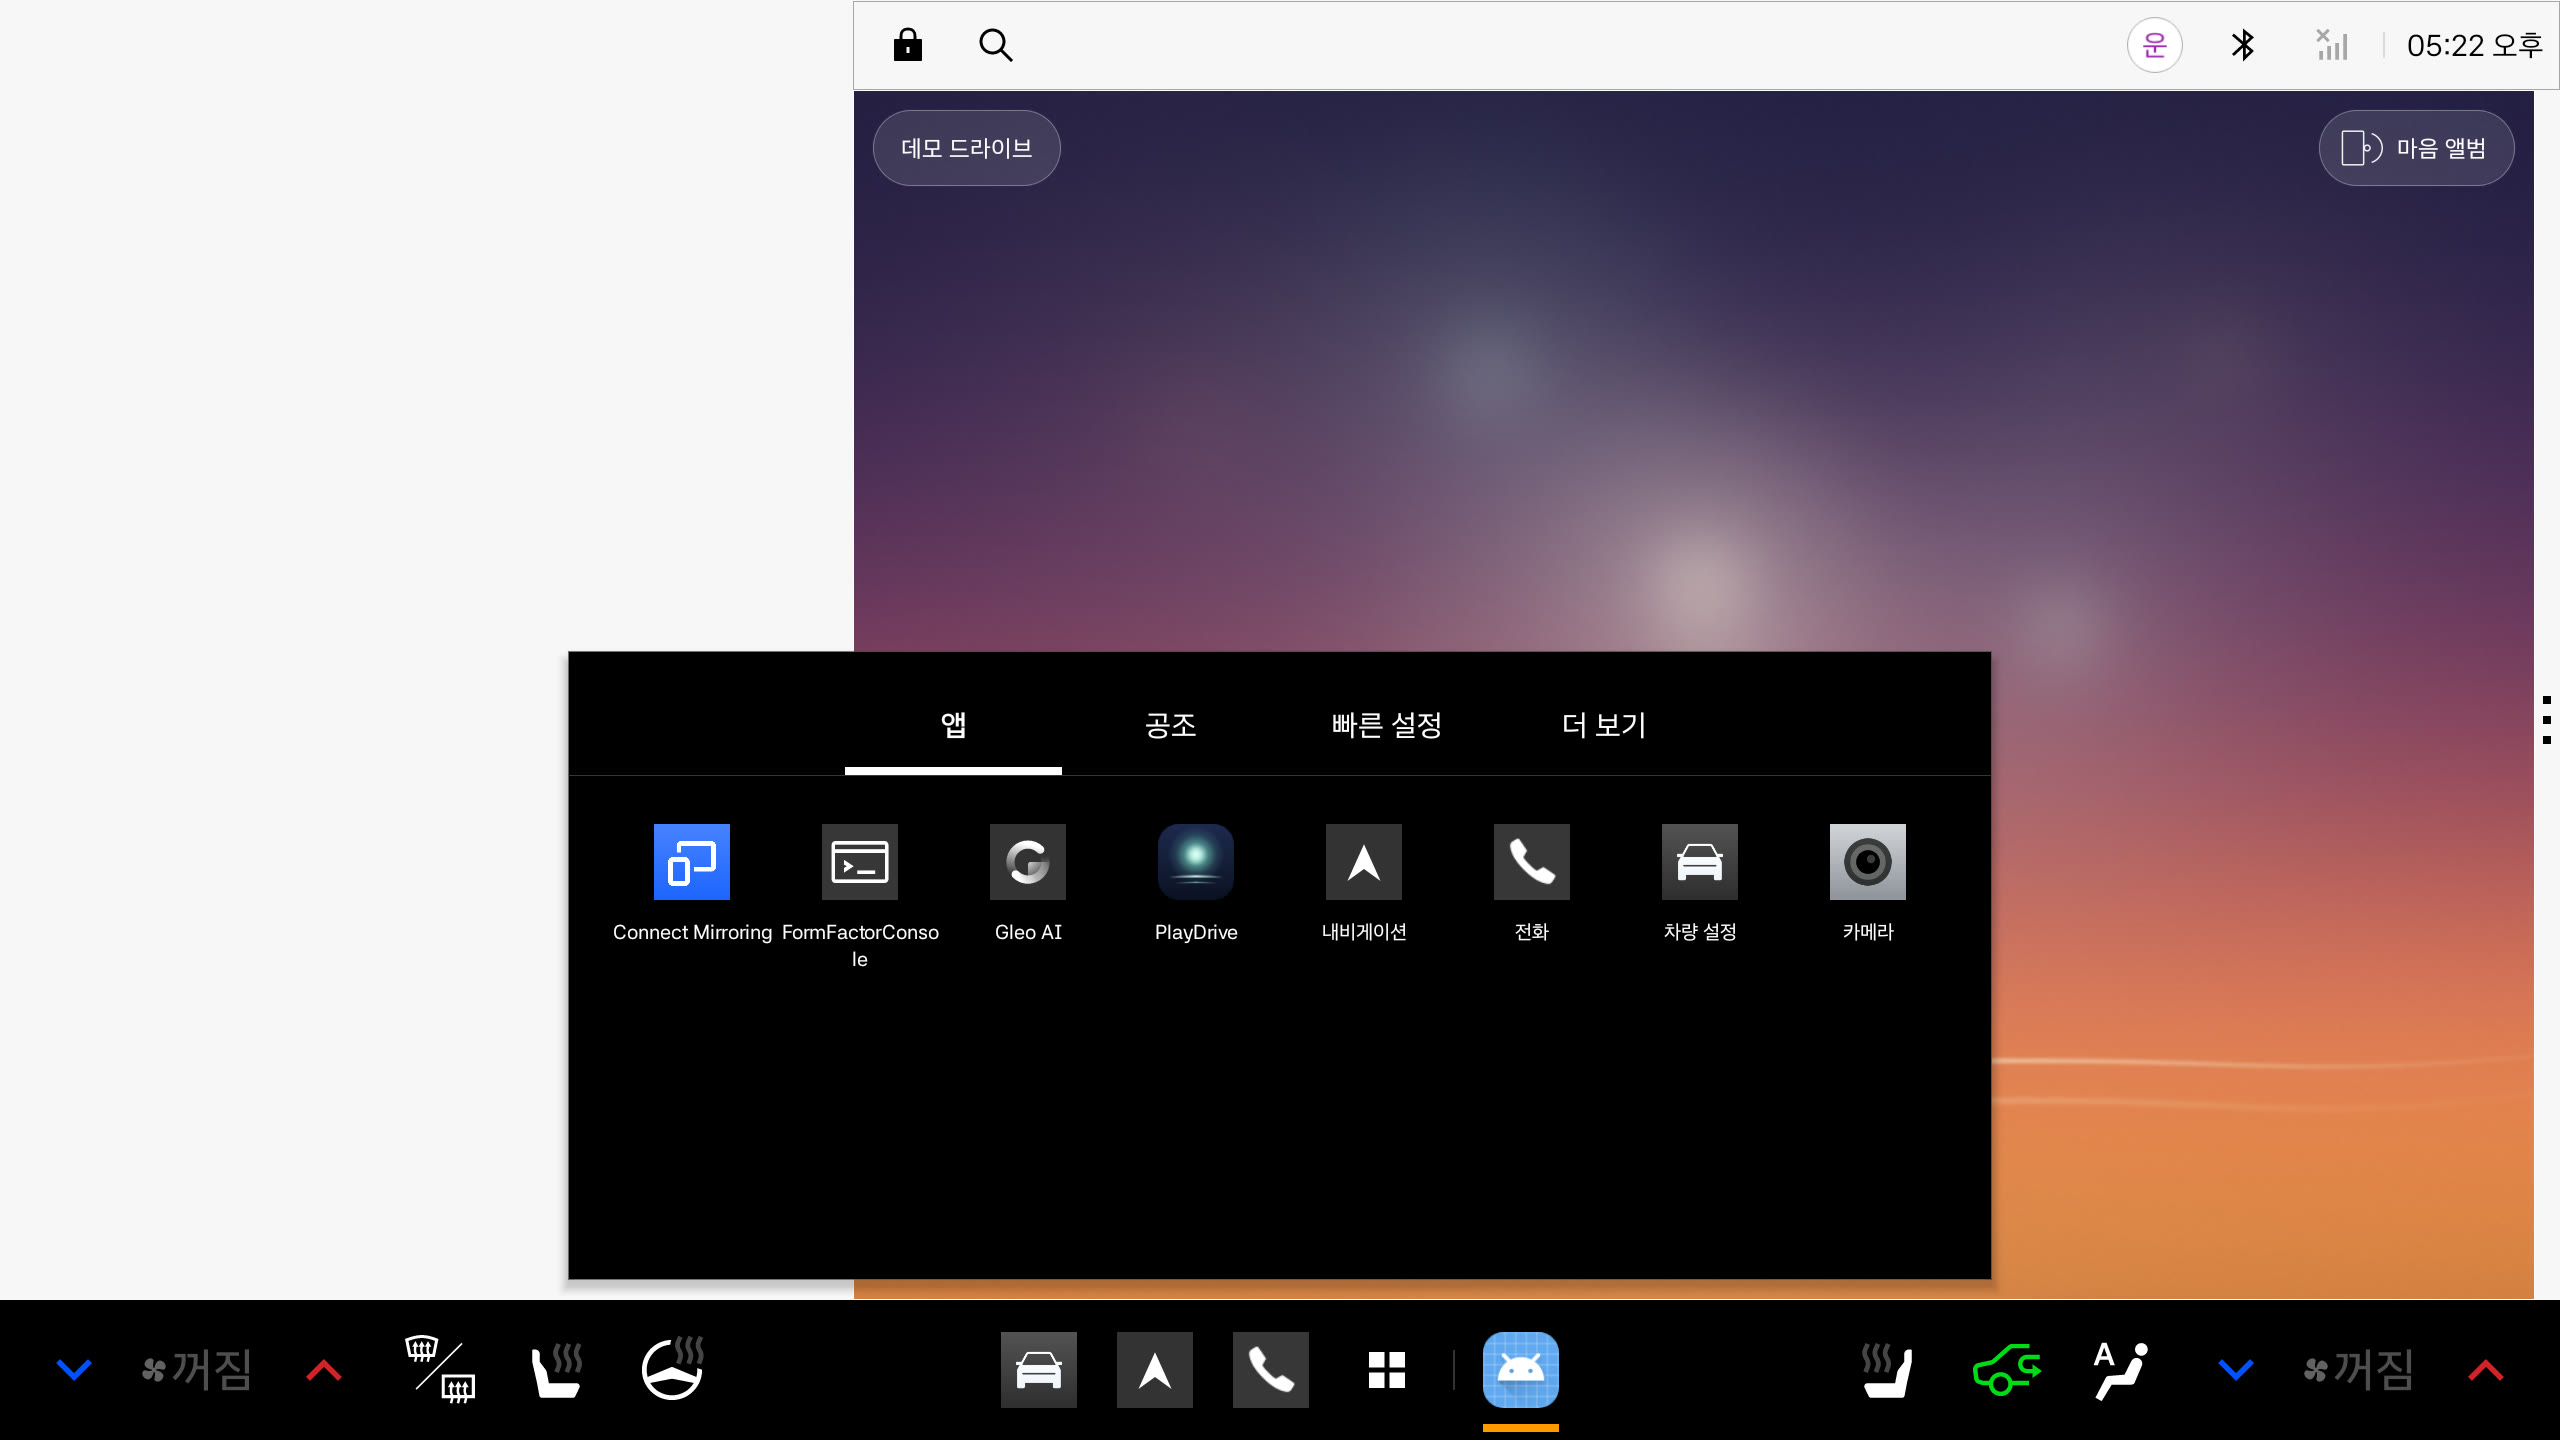 운
05:22 오후
데모 드라이브
마음 앨범
앱
공조
빠른 설정
더 보기
Connect Mirroring
FormFactorConso
le
Gleo AI
PlayDrive
내비게이션
전화
차량 설정
카메라
꺼짐
A
꺼짐